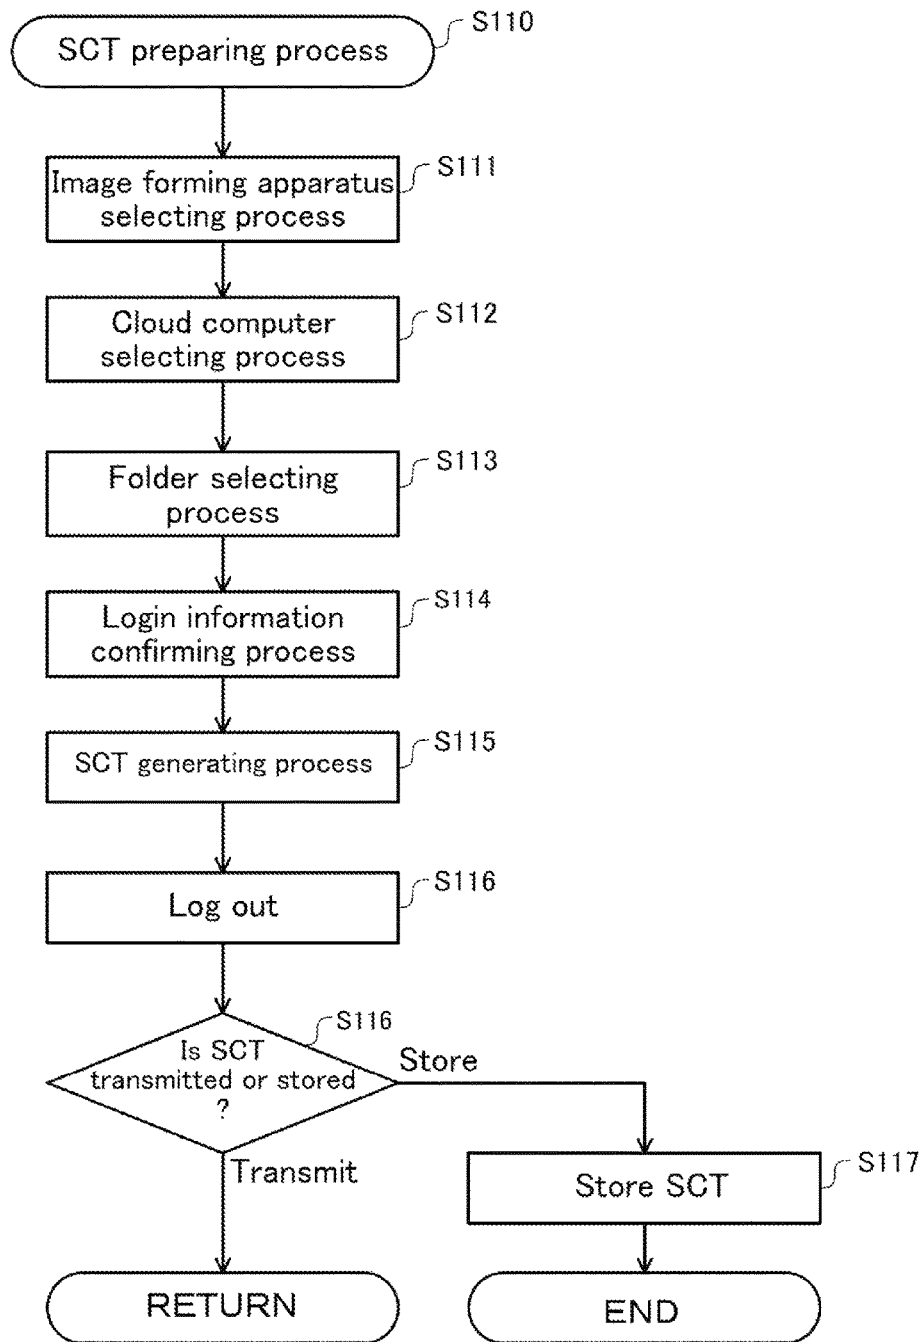 SCT preparing process
S110
Image forming apparatus
selecting process
S111
Cloud computer
selecting process
S112
Folder selecting
process
S113
Login information
confirming process
S114
SCT generating process
S115
Log out
S116
Is SCT
transmitted or stored
?
S116
Store
Transmit
Store SCT
S117
RETURN
END